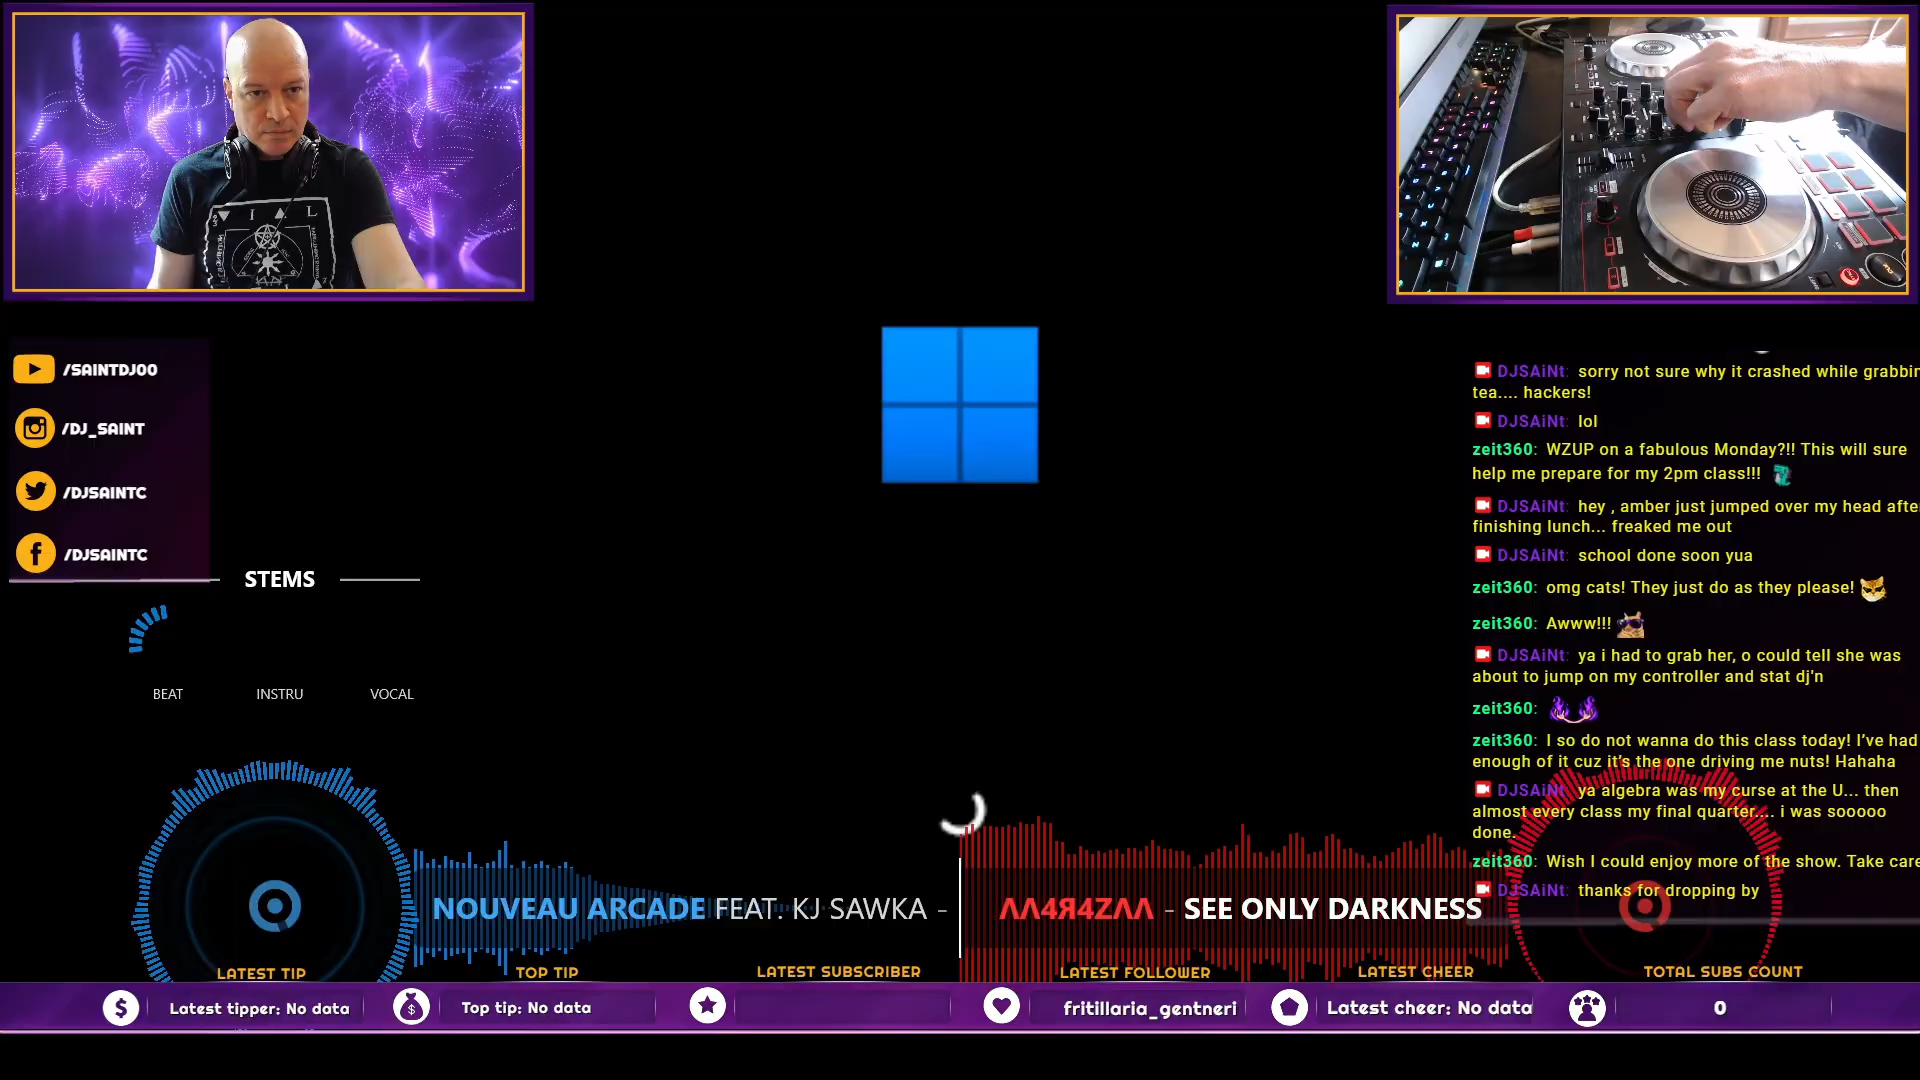 V I A L
/SAINTDJ00
/DJ_SAINT
/DJSAINTC
/DJSAINTC
STEMS
BEAT INSTRU VOCAL
DJSAiNt: sorry not sure why it crashed while grabbin
tea.... hackers!
DJSAiNt: lol
zeit360: WZUP on a fabulous Monday?!! This will sure
help me prepare for my 2pm class!!!
DJSAiNt: hey , amber just jumped over my head afte
finishing lunch... freaked me out
DJSAiNt: school done soon yua
zeit360: omg cats! They just do as they please!
zeit360: Awww!!!
DJSAiNt: ya i had to grab her, o could tell she was
about to jump on my controller and stat dj'n
zeit360:
zeit360: I so do not wanna do this class today! I've had
enough of it cuz it's the one driving me nuts! Hahaha
DJSAiNt: ya algebra was my curse at the U... then
almost every class my final quarter.... i was sooooo
done.
zeit360: Wish I could enjoy more of the show. Take care
DJSAiNt: thanks for dropping by
NOUVEAU ARCADE FEAT. KJ SAWKA -
ΛΛ4Я4ZΛΛ - SEE ONLY DARKNESS
LATEST TIP TOP TIP LATEST SUBSCRIBER LATEST FOLLOWER LATEST CHEER TOTAL SUBS COUNT
Latest tipper: No data Top tip: No data fritillaria_gentneri Latest cheer: No data 0